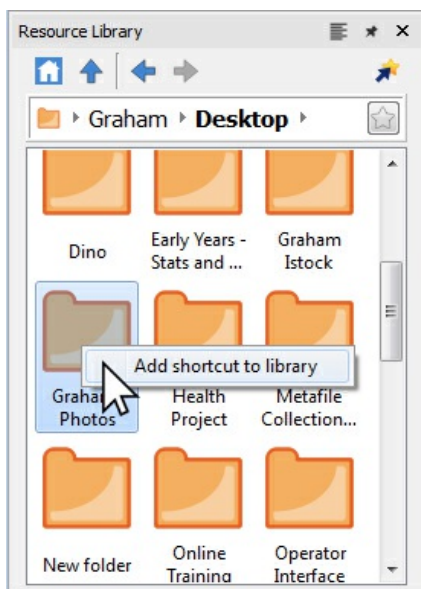 Resource Library
Graham Desktop
Dino
Early Years -
Stats and ...
Graham
Istock
Add shortcut to library
Graha
Photos
Health
Project
Metafile
Collection...
New folder
Online
Training
Operator
Interface